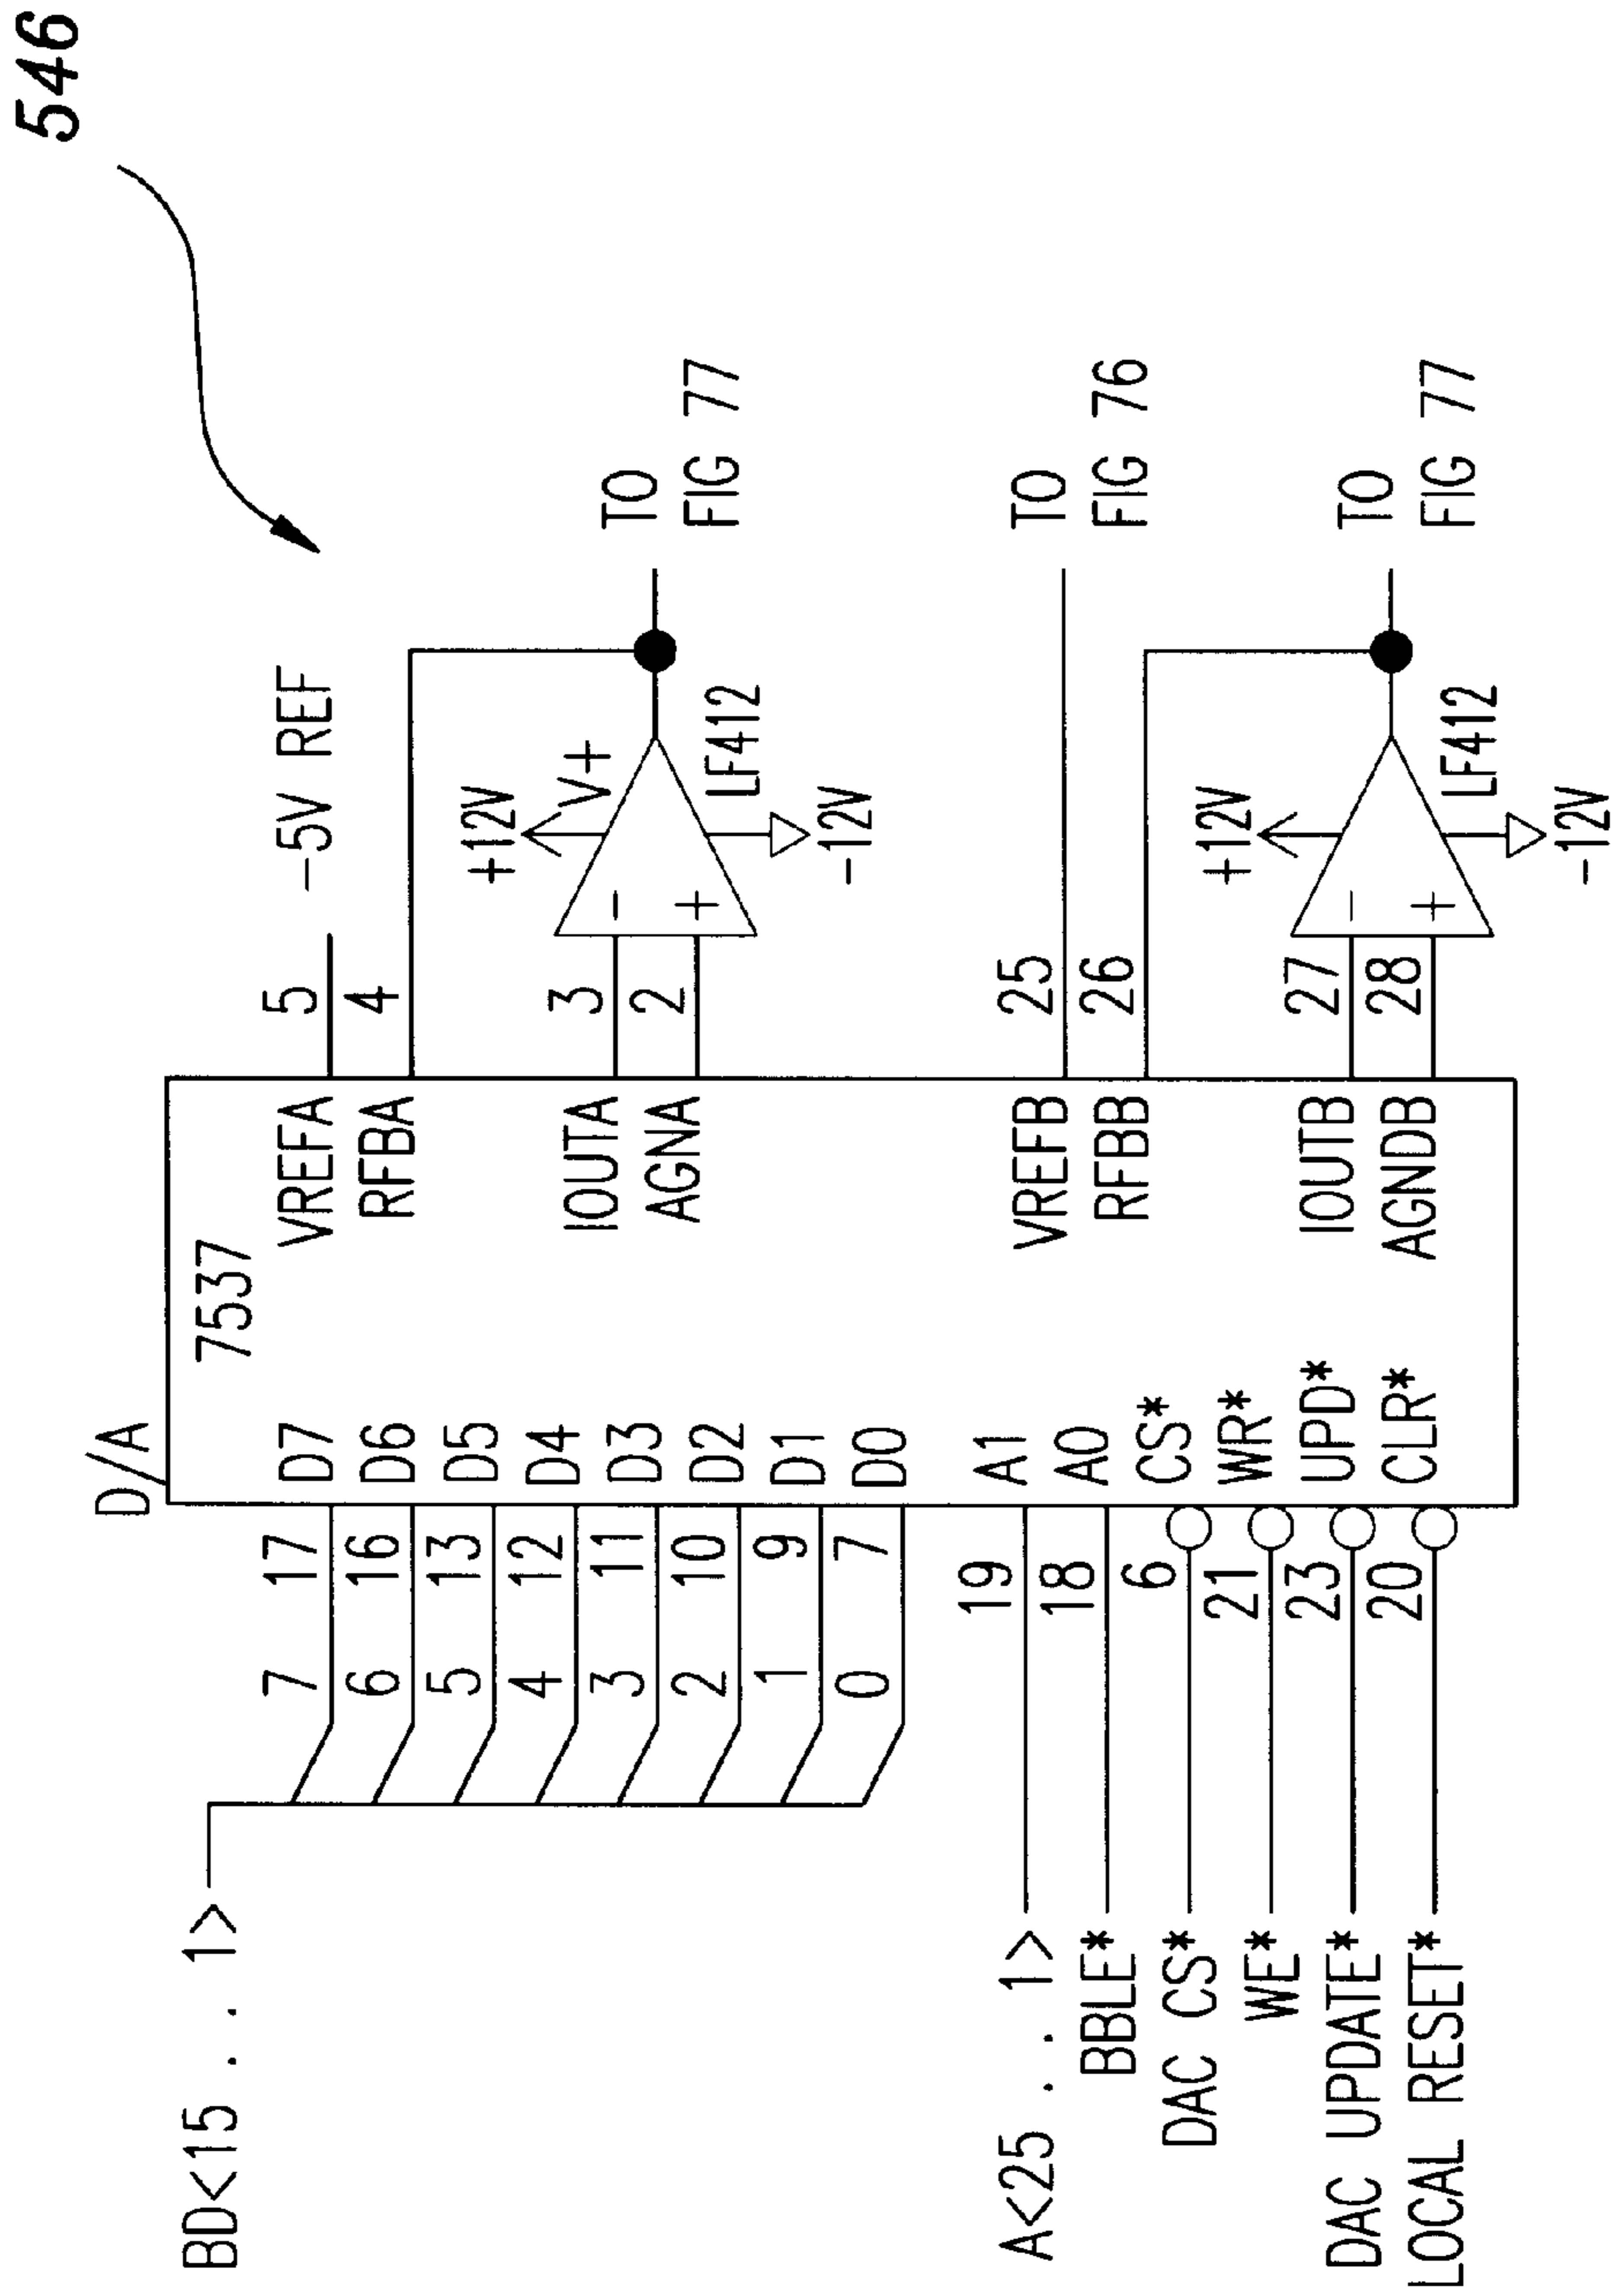 546
D/A
7537
BD<15 . . 1>
7 17 D7
6 16 D6
5 13 D5
4 12 D4
3 11 D3
2 10 D2
1 9 D1
0 7 D0
A<25 . . 1> 19 A1
BBLE* 18 A0
DAC CS* 6 CS*
WE* 21 WR*
DAC UPDATE* 23 UPD*
LOCAL RESET* 20 CLR*
VREFA 5 -5V REF
RFBA 4
IOUTA 3
AGNA 2
+12V
V+
-
+
LF412
-12V
TO
FIG 77
VREFB 25
RFBB 26
TO
FIG 76
IOUTB 27
AGNDB 28
+12V
-
+
LF412
-12V
TO
FIG 77